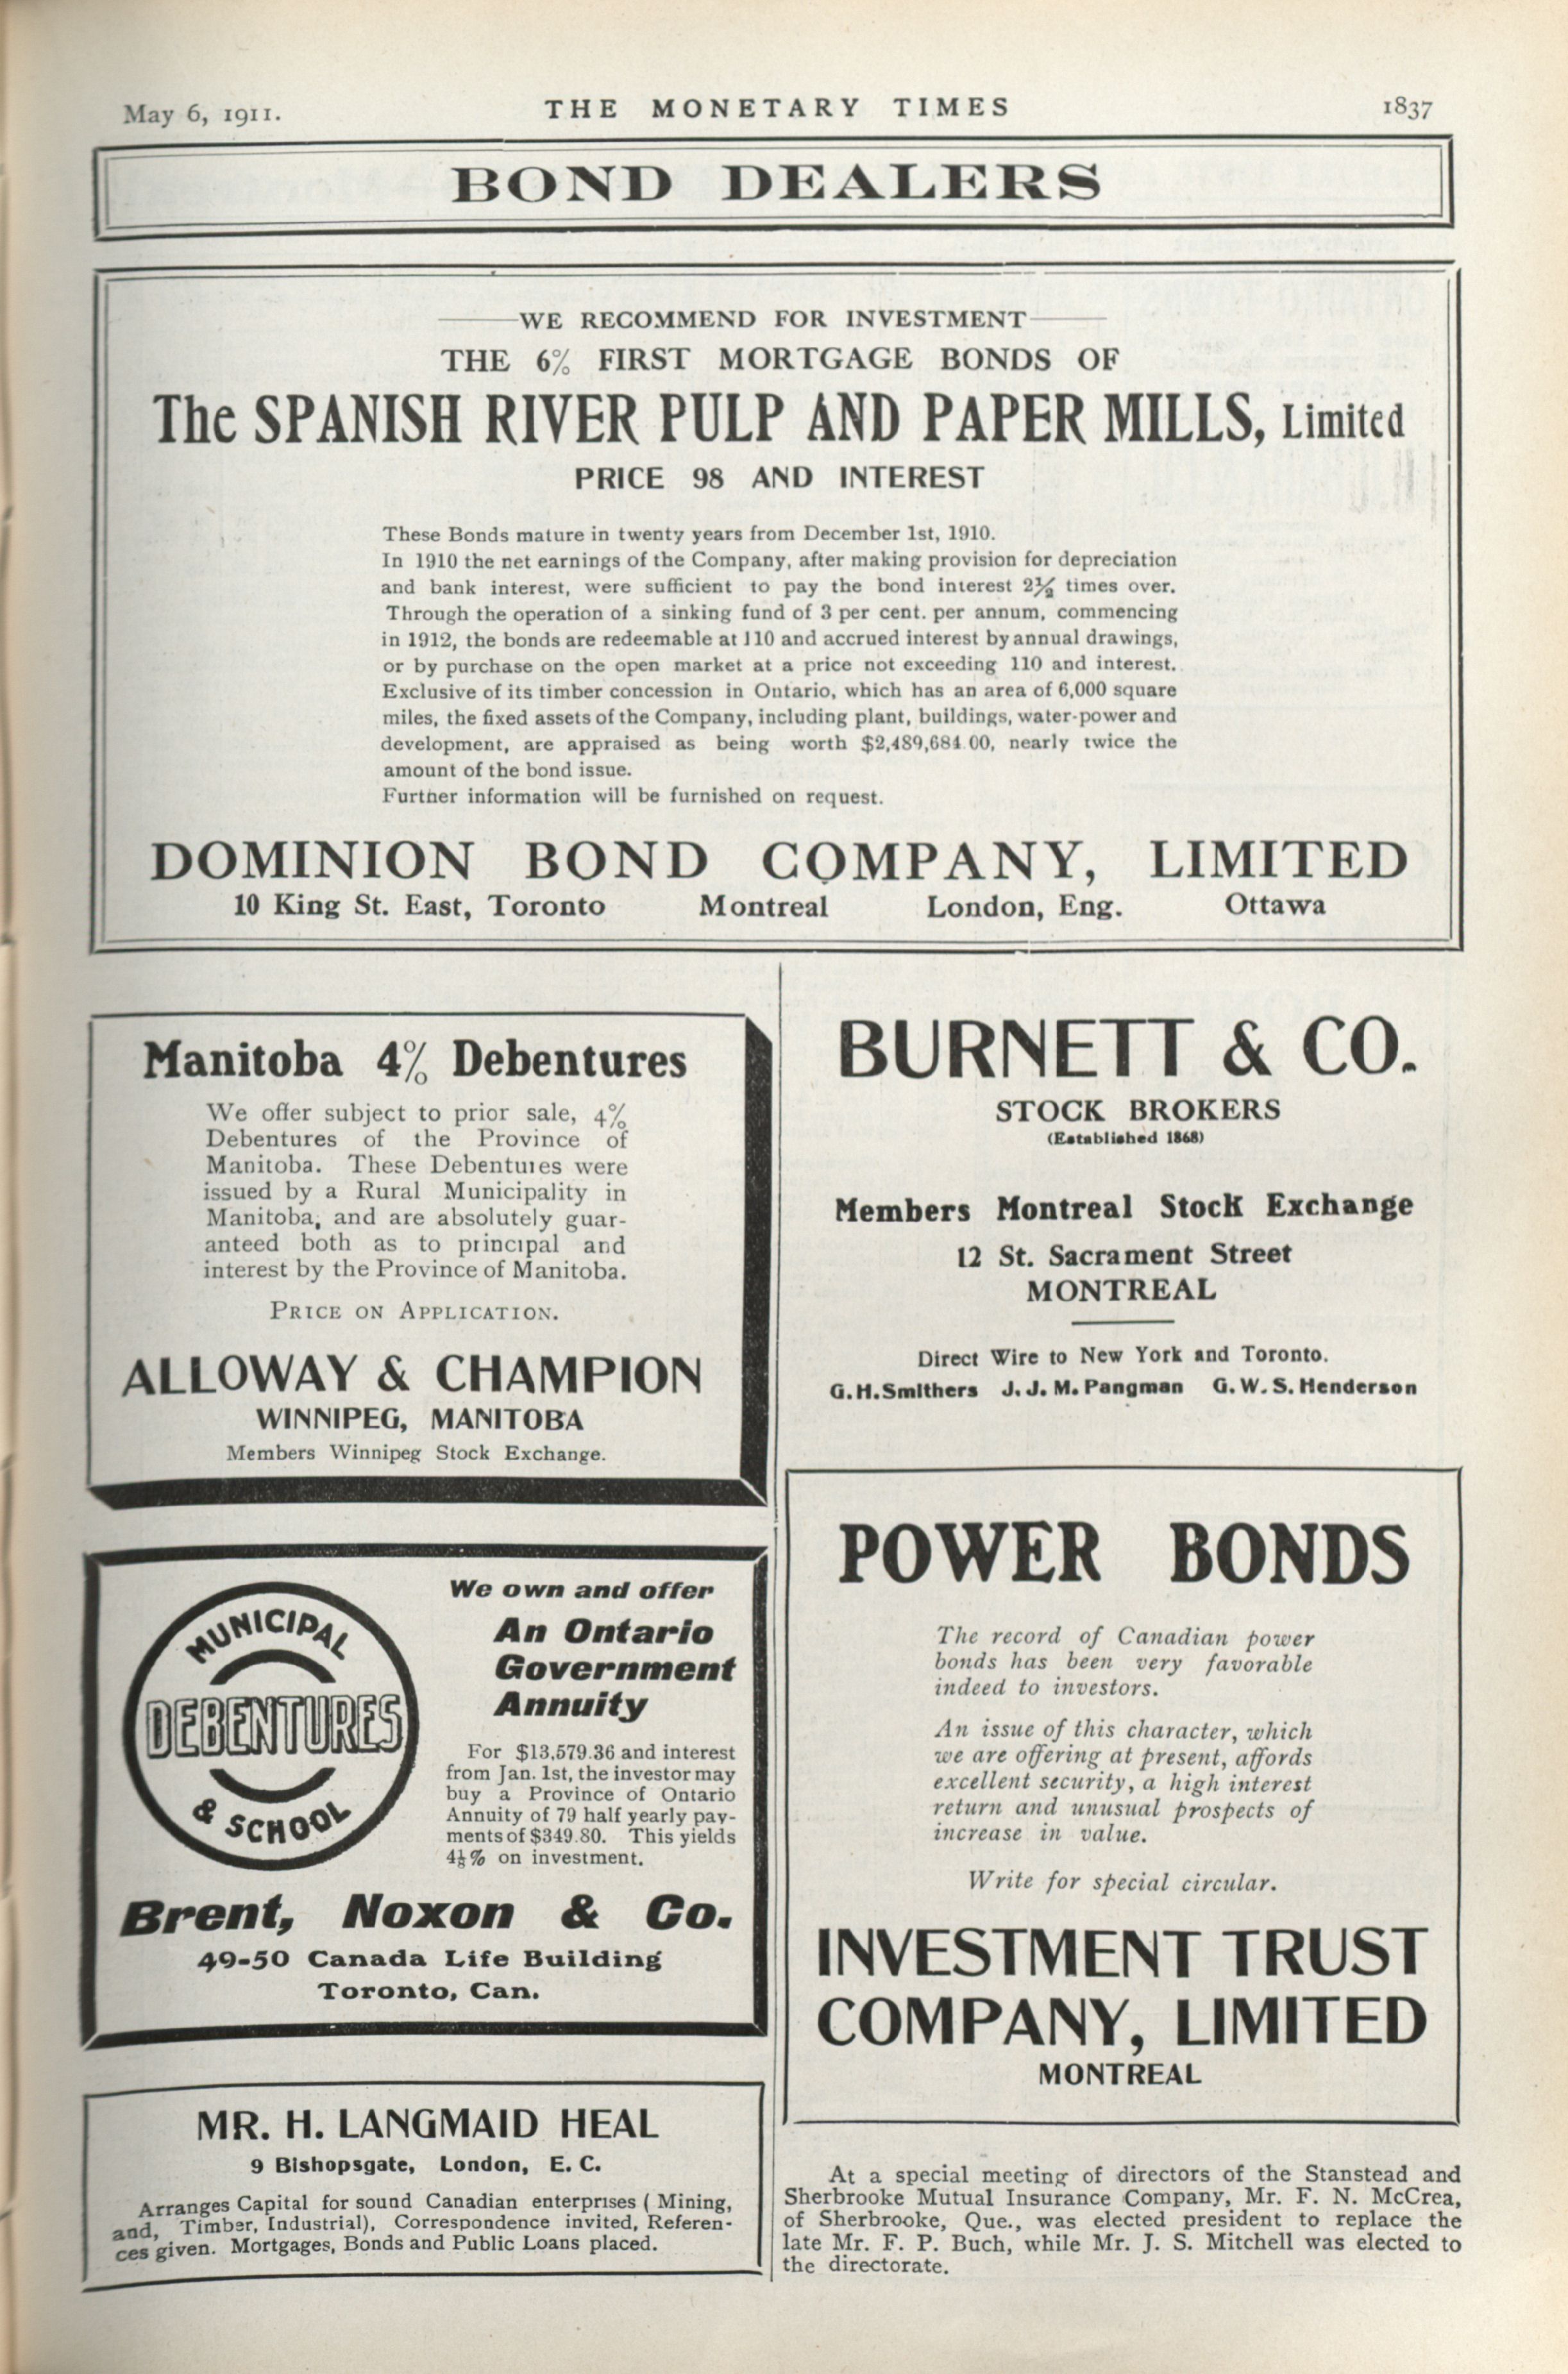 May 6, 1911.
THE MONETARY TIMES
1837
BOND DEALERS
WE RECOMMEND FOR INVESTMENT
THE 6% FIRST MORTGAGE BONDS OF
The SPANISH RIVER PULP AND PAPER MILLS, Limited
PRICE 98 AND INTEREST
These Bonds mature in twenty years from December 1st, 1910.
In 1910 the net earnings of the Company, after making provision for depreciation
and bank interest, were sufficient to pay the bond interest 2½ times over.
Through the operation of a sinking fund of 3 per cent. per annum, commencing
in 1912, the bonds are redeemable at 110 and accrued interest by annual drawings,
or by purchase on the open market at a price not exceeding 110 and interest.
Exclusive of its timber concession in Ontario, which has an area of 6,000 square
miles, the fixed assets of the Company, including plant, buildings, water-power and
development, are appraised as being worth $2,489,684.00, nearly twice the
amount of the bond issue.
Further information will be furnished on request.
DOMINION BOND COMPANY, LIMITED
10 King St. East, Toronto Montreal London, Eng. Ottawa
Manitoba 4% Debentures
We offer subject to prior sale, 4%
Debentures of the Province of
Manitoba. These Debentures were
issued by a Rural Municipality in
Manitoba, and are absolutely guar-
anteed both as to principal and
interest by the Province of Manitoba.
PRICE ON APPLICATION.
ALLOWAY & CHAMPION
WINNIPEG, MANITOBA
Members Winnipeg Stock Exchange.
BURNETT & CO.
STOCK BROKERS
(Established 1868)
Members Montreal Stock Exchange
12 St. Sacrament Street
MONTREAL
Direct Wire to New York and Toronto.
G.H.Smithers J. J. M. Pangman G. W. S. Henderson
MUNICIPAL
DEBENTURES
& SCHOOL
We own and offer
An Ontario
Government
Annuity
For $13,579.36 and interest
from Jan. 1st, the investor may
buy a Province of Ontario
Annuity of 79 half yearly pay-
ments of $349.80. This yields
4⅛% on investment.
Brent, Noxon & Co.
49-50 Canada Life Building
Toronto, Can.
POWER BONDS
The record of Canadian power
bonds has been very favorable
indeed to investors.
An issue of this character, which
we are offering at present, affords
excellent security, a high interest
return and unusual prospects of
increase in value.
Write for special circular.
INVESTMENT TRUST
COMPANY, LIMITED
MONTREAL
MR. H. LANGMAID HEAL
9 Bishopsgate, London, E. C.
Arranges Capital for sound Canadian enterprises ( Mining,
and, Timber, Industrial), Correspondence invited, Referen-
ces given. Mortgages, Bonds and Public Loans placed.
At a special meeting of directors of the Stanstead and
Sherbrooke Mutual Insurance Company, Mr. F. N. McCrea,
of Sherbrooke, Que., was elected president to replace the
late Mr. F. P. Buch, while Mr. J. S. Mitchell was elected to
the directorate.